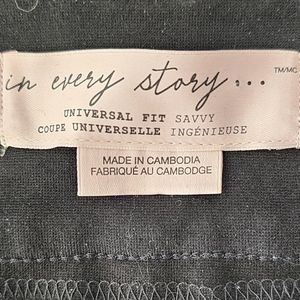 in every story...
TM/MC
UNIVERSAL FIT SAVVY
COUPE UNIVERSELLE INGÉNIEUSE
MADE IN CAMBODIA
FABRIQUÉ AU CAMBODGE